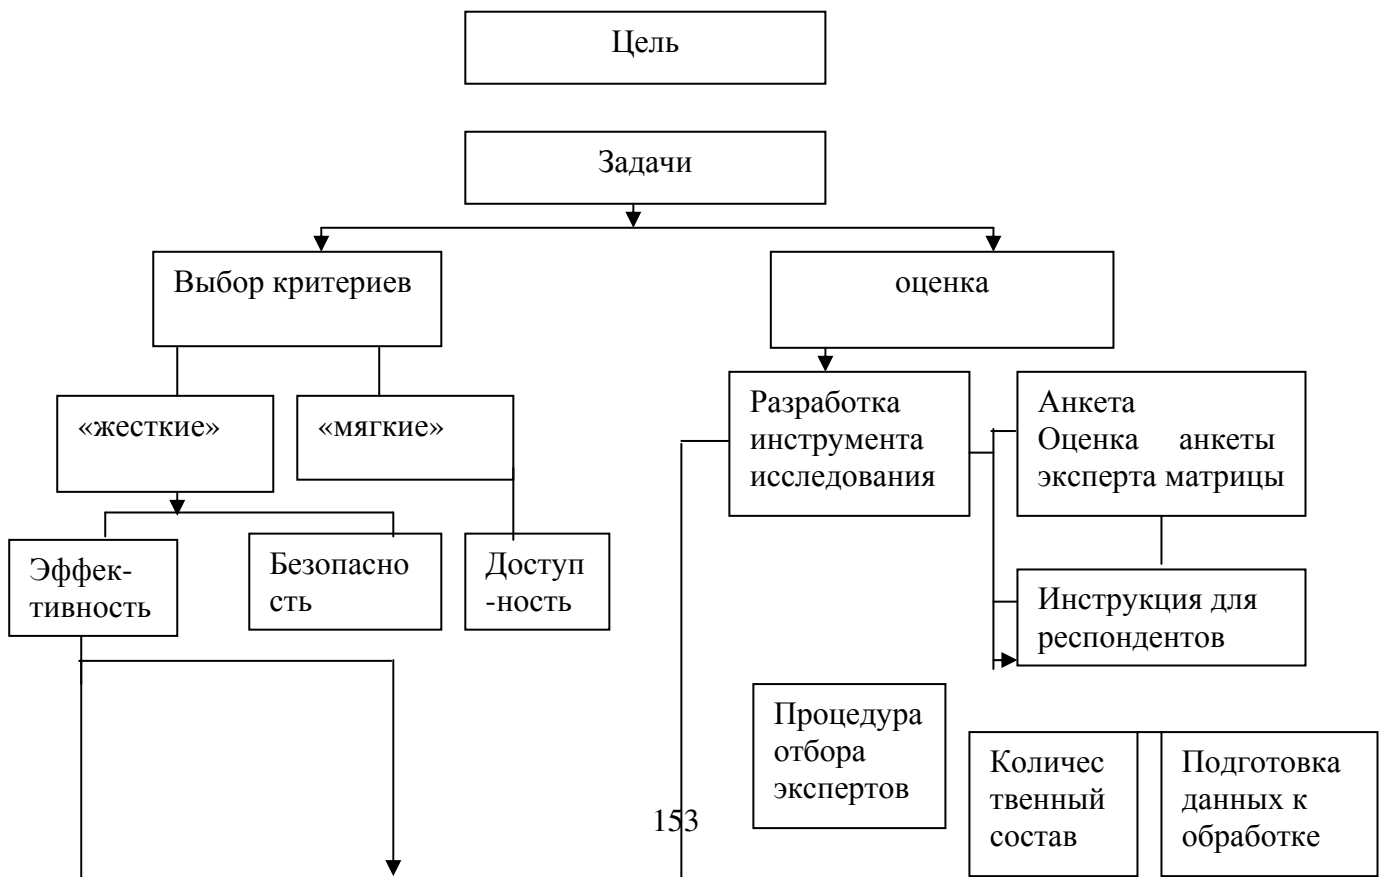 Цель
Задачи
Выбор критериев
оценка
«жесткие»
«мягкие»
Разработка
инструмента
исследования
Анкета
Оценка анкеты
эксперта матрицы
Эффек-
тивность
Безопасно
сть
Доступ
-ность
Инструкция для
респондентов
Процедура
отбора
экспертов
Количес
твенный
состав
Подготовка
данных к
обработке
153